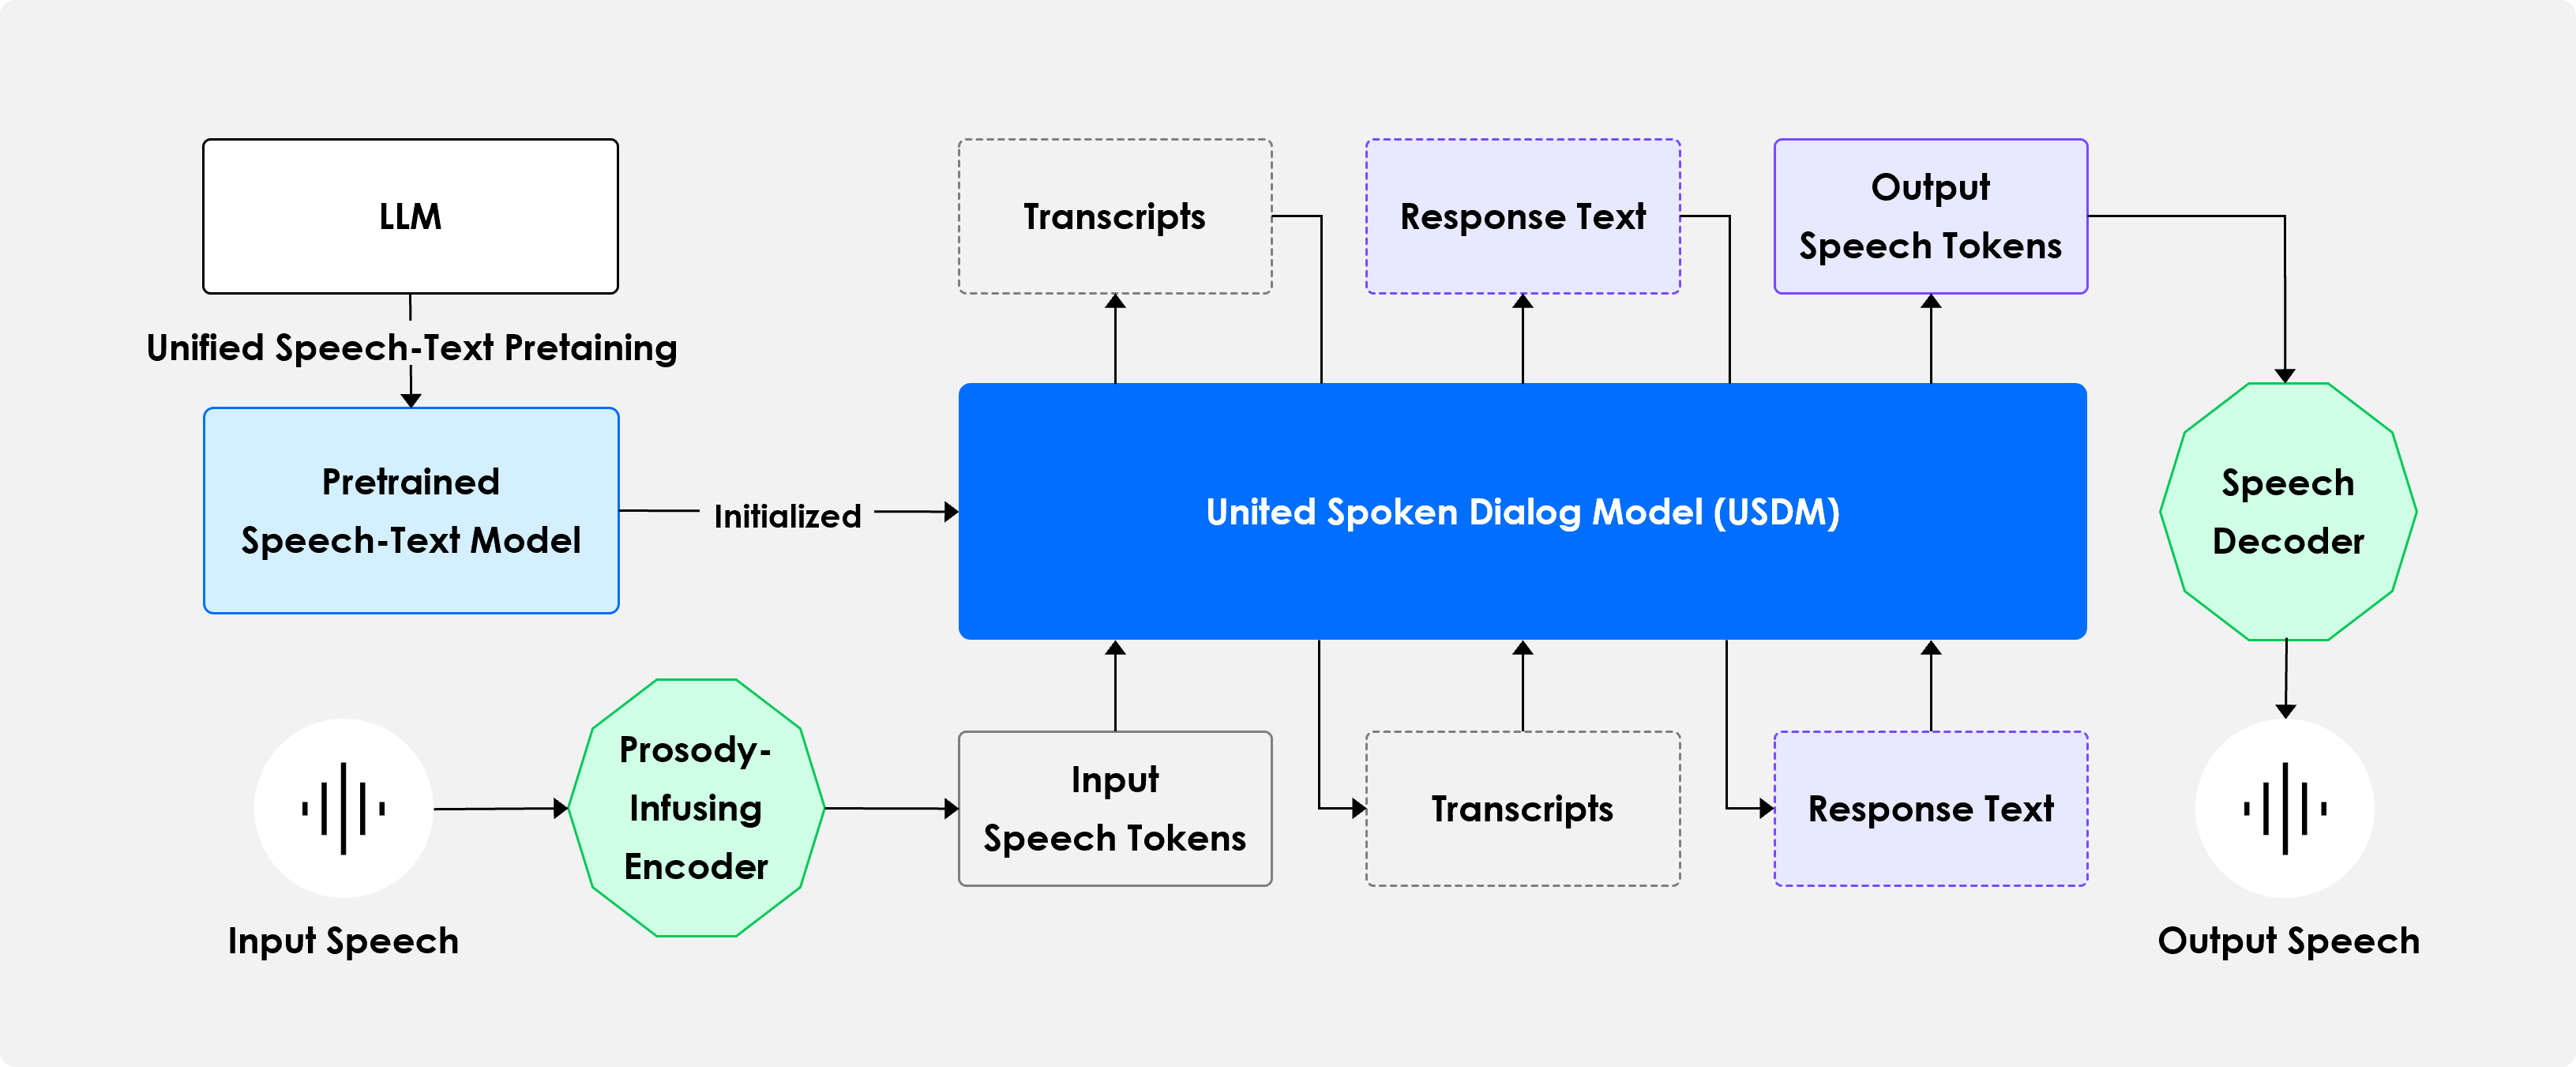 LLM
Unified Speech-Text Pretaining
Pretrained
Speech-Text Model
Initialized
Transcripts
Response Text
Output
Speech Tokens
United Spoken Dialog Model (USDM)
Speech
Decoder
Input Speech
Prosody-
Infusing
Encoder
Input
Speech Tokens
Transcripts
Response Text
Output Speech